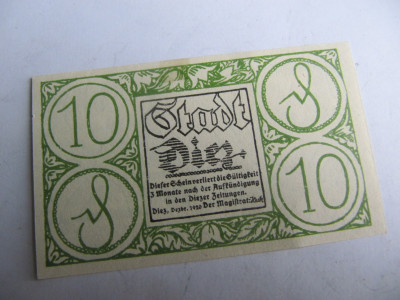 10
Stadt
Diez
Dieser Schein verliert die Gültigkeit
3 Monate nach der Aufkündigung
in den Diezer Zeitungen.
Diez, Dezbr. 1920 Der Magistrat:
10